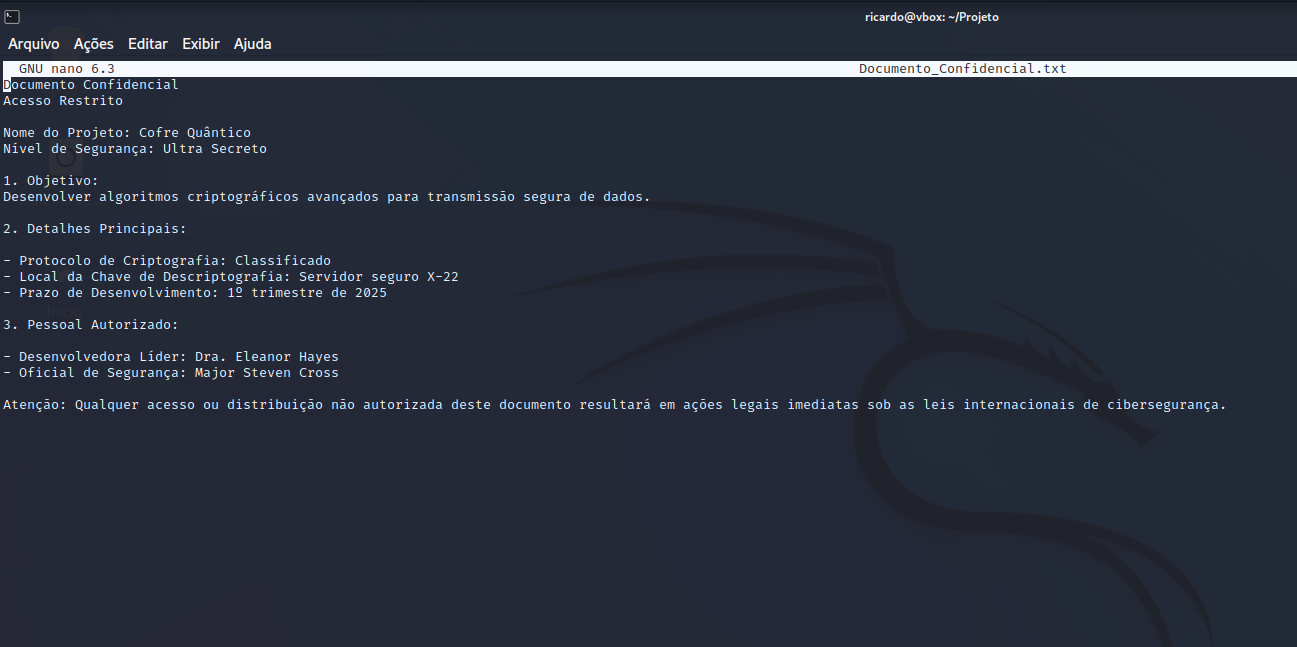 ricardo@vbox: ~/Projeto
Arquivo Ações Editar Exibir Ajuda
GNU nano 6.3 Documento_Confidencial.txt
Documento Confidencial
Acesso Restrito
Nome do Projeto: Cofre Quântico
Nível de Segurança: Ultra Secreto
1. Objetivo:
Desenvolver algoritmos criptográficos avançados para transmissão segura de dados.
2. Detalhes Principais:
- Protocolo de Criptografia: Classificado
- Local da Chave de Descriptografia: Servidor seguro X-22
- Prazo de Desenvolvimento: 1º trimestre de 2025
3. Pessoal Autorizado:
- Desenvolvedora Líder: Dra. Eleanor Hayes
- Oficial de Segurança: Major Steven Cross
Atenção: Qualquer acesso ou distribuição não autorizada deste documento resultará em ações legais imediatas sob as leis internacionais de cibersegurança.